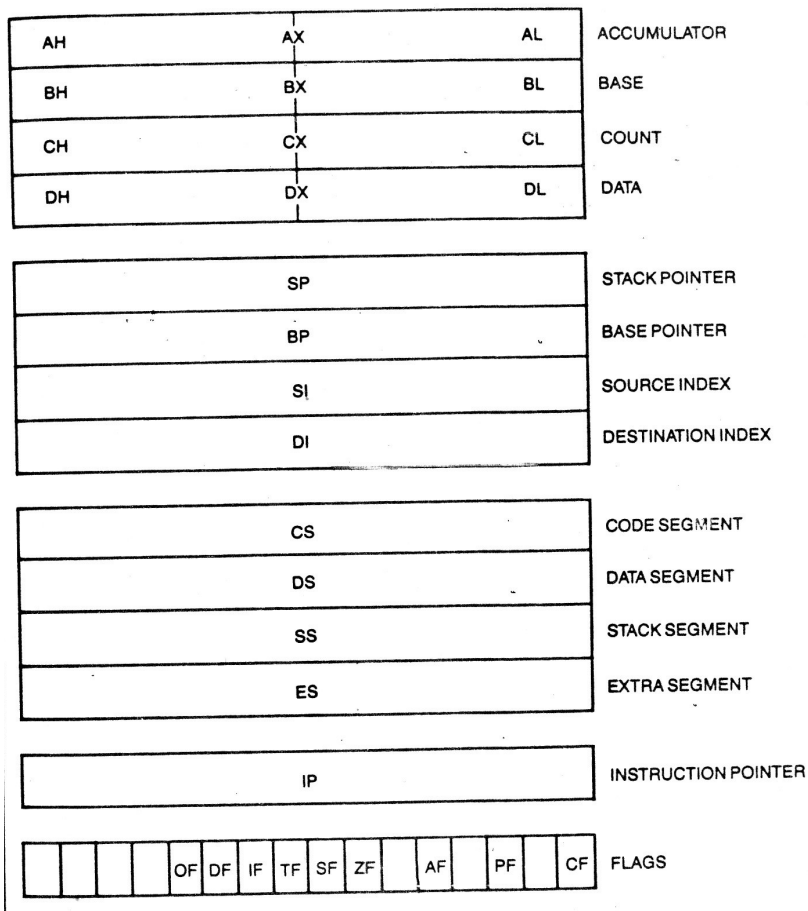 AH AX AL ACCUMULATOR
BH BX BL BASE
CH CX CL COUNT
DH DX DL DATA
SP STACK POINTER
BP BASE POINTER
SI SOURCE INDEX
DI DESTINATION INDEX
CS CODE SEGMENT
DS DATA SEGMENT
SS STACK SEGMENT
ES EXTRA SEGMENT
IP INSTRUCTION POINTER
OF DF IF TF SF ZF AF PF CF FLAGS